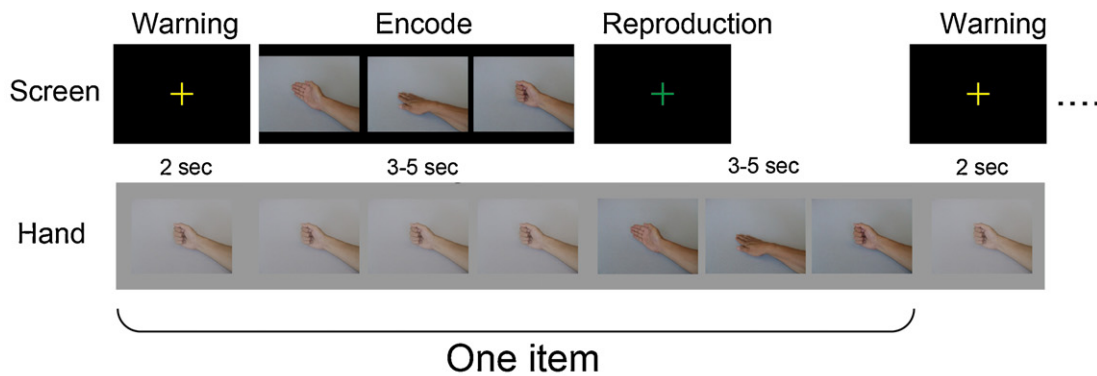 Warning Encode Reproduction Warning
Screen
....
2 sec 3-5 sec 3-5 sec 2 sec
Hand
One item